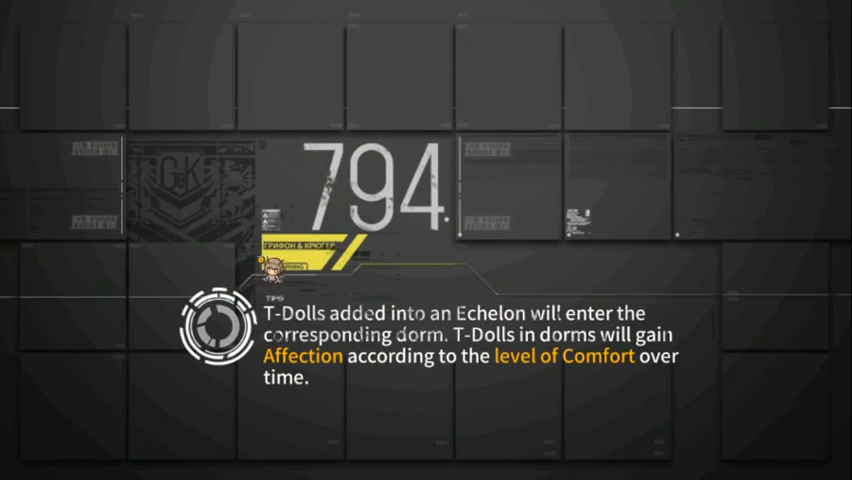 G&K
794.
ГРИФОН & КРЮГЕР
TIPS
T-Dolls added into an Echelon will enter the
corresponding dorm. T-Dolls in dorms will gain
Affection according to the level of Comfort over
time.